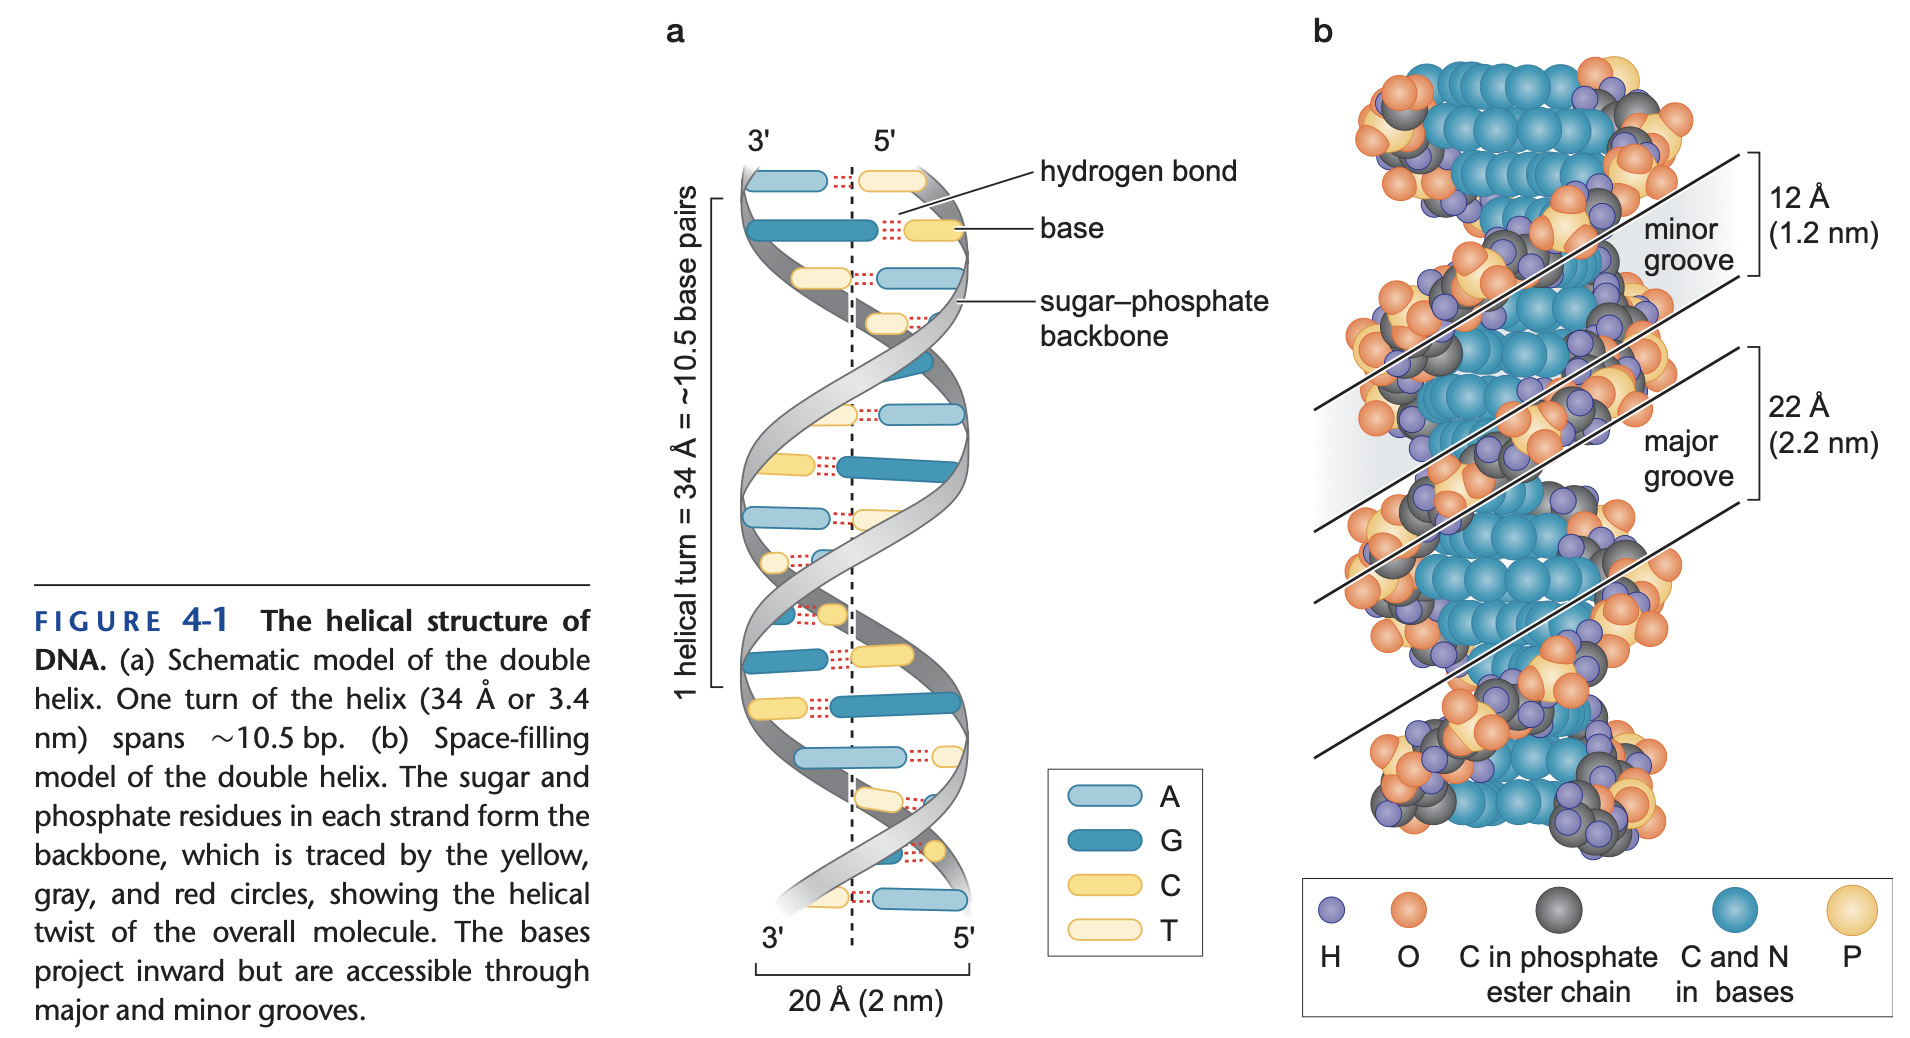 FIGURE 4-1 The helical structure of
DNA. (a) Schematic model of the double
helix. One turn of the helix (34 Å or 3.4
nm) spans ~10.5 bp. (b) Space-filling
model of the double helix. The sugar and
phosphate residues in each strand form the
backbone, which is traced by the yellow,
gray, and red circles, showing the helical
twist of the overall molecule. The bases
project inward but are accessible through
major and minor grooves.
a
3' 5'
hydrogen bond
base
sugar–phosphate
backbone
1 helical turn = 34 Å = ~10.5 base pairs
3' 5'
20 Å (2 nm)
A
G
C
T
b
12 Å
(1.2 nm)
minor
groove
22 Å
(2.2 nm)
major
groove
H O C in phosphate C and N P
ester chain in bases